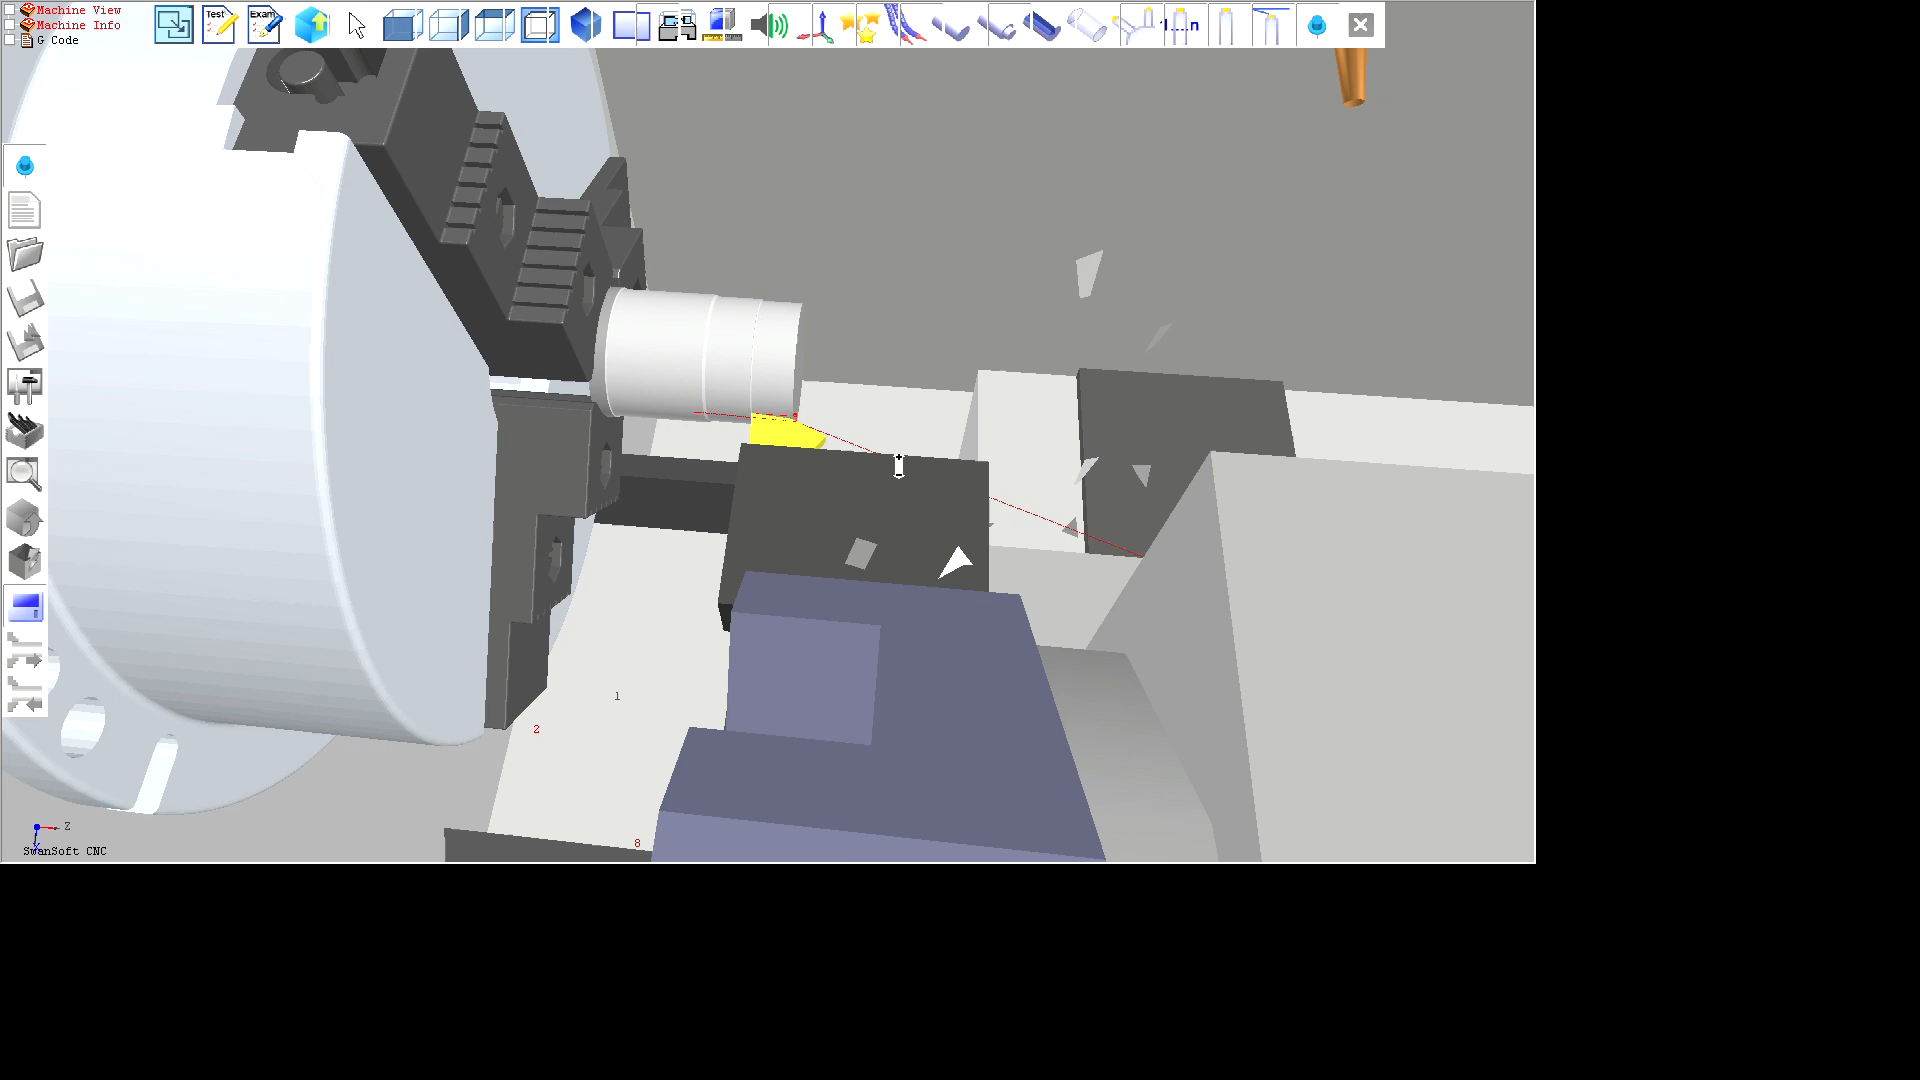 Machine View
Machine Info
G Code
Test
Exam
n
1
2
8
Z
SwanSoft CNC